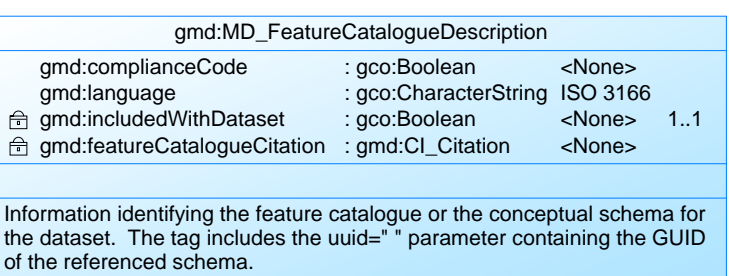 gmd:MD_FeatureCatalogueDescription
gmd:complianceCode : gco:Boolean <None>
gmd:language : gco:CharacterString ISO 3166
gmd:includedWithDataset : gco:Boolean <None> 1..1
gmd:featureCatalogueCitation : gmd:CI_Citation <None>
Information identifying the feature catalogue or the conceptual schema for
the dataset. The tag includes the uuid=" " parameter containing the GUID
of the referenced schema.